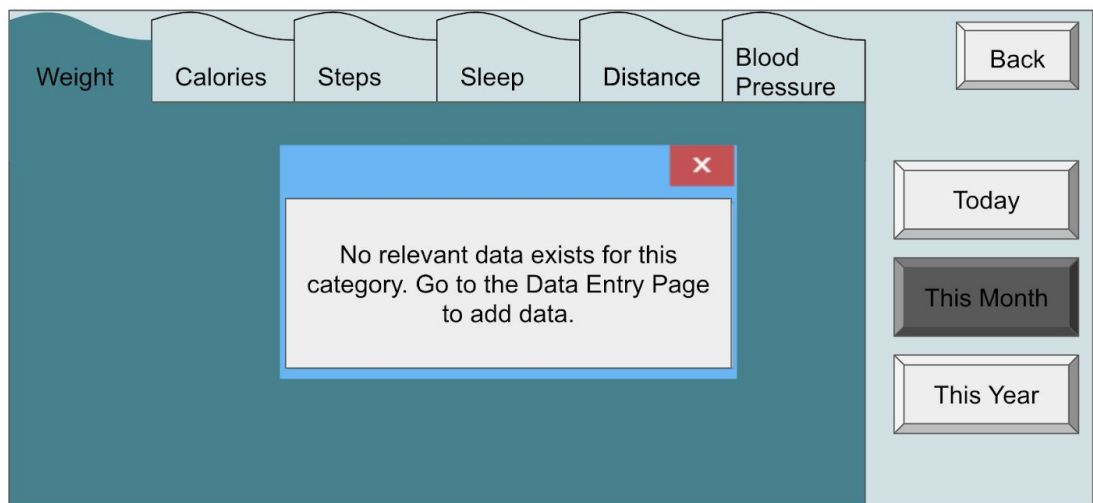 Weight
Calories
Steps
Sleep
Distance
Blood
Pressure
Back
No relevant data exists for this
category. Go to the Data Entry Page
to add data.
Today
This Month
This Year